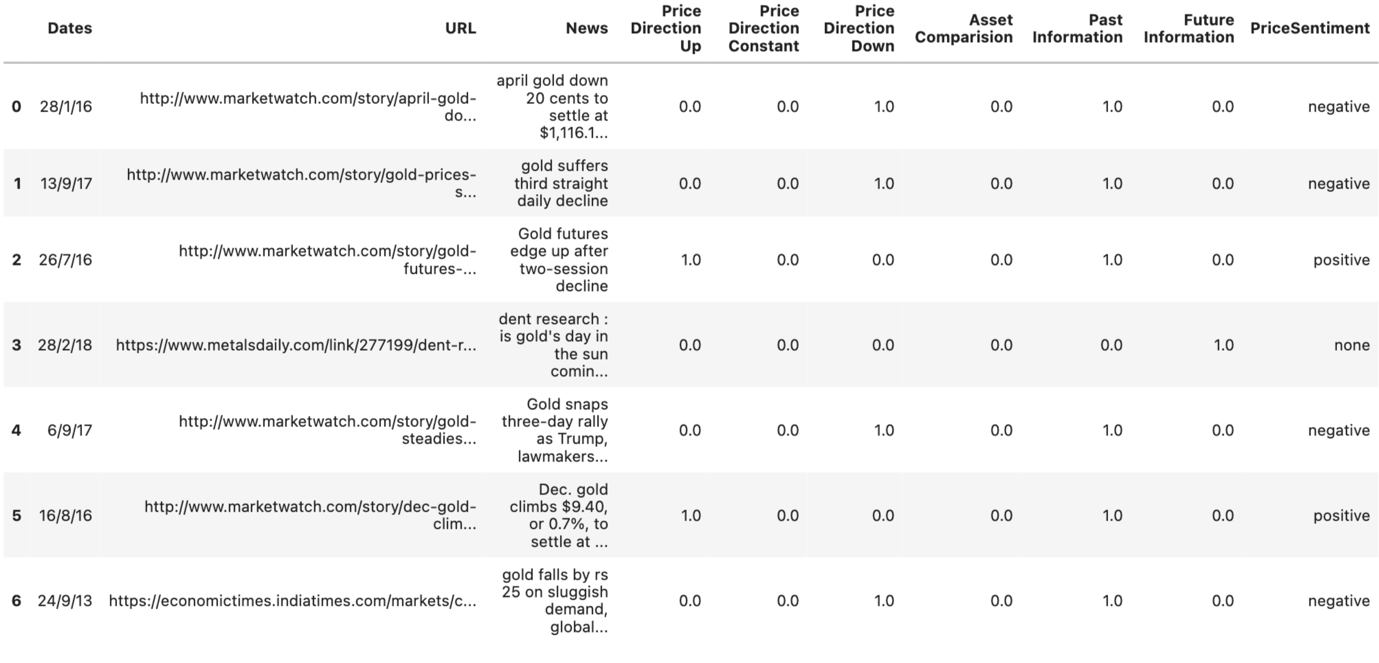 Dates URL News Price Direction Up Price Direction Constant Price Direction Down Asset Comparision Past Information Future Information PriceSentiment
0 28/1/16 http://www.marketwatch.com/story/april-gold-do... april gold down 20 cents to settle at $1,116.1... 0.0 0.0 1.0 0.0 1.0 0.0 negative
1 13/9/17 http://www.marketwatch.com/story/gold-prices-s... gold suffers third straight daily decline 0.0 0.0 1.0 0.0 1.0 0.0 negative
2 26/7/16 http://www.marketwatch.com/story/gold-futures-... Gold futures edge up after two-session decline 1.0 0.0 0.0 0.0 1.0 0.0 positive
3 28/2/18 https://www.metalsdaily.com/link/277199/dent-r... dent research : is gold's day in the sun comin... 0.0 0.0 0.0 0.0 0.0 1.0 none
4 6/9/17 http://www.marketwatch.com/story/gold-steadies... Gold snaps three-day rally as Trump, lawmakers... 0.0 0.0 1.0 0.0 1.0 0.0 negative
5 16/8/16 http://www.marketwatch.com/story/dec-gold-clim... Dec. gold climbs $9.40, or 0.7%, to settle at ... 1.0 0.0 0.0 0.0 1.0 0.0 positive
6 24/9/13 https://economictimes.indiatimes.com/markets/c... gold falls by rs 25 on sluggish demand, global... 0.0 0.0 1.0 0.0 1.0 0.0 negative